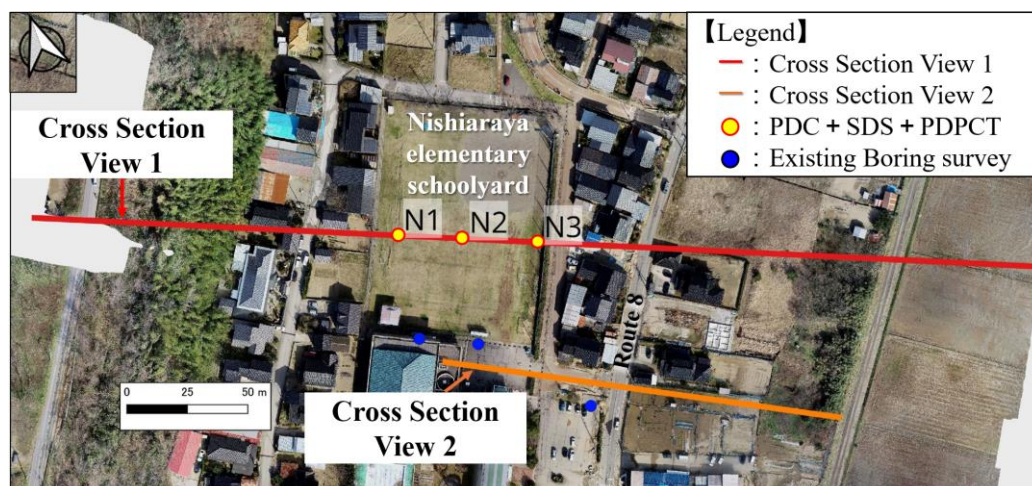 【Legend】
: Cross Section View 1
: Cross Section View 2
: PDC + SDS + PDPCT
: Existing Boring survey
Cross Section
View 1
Nishiaraya
elementary
schoolyard
N1
N2
N3
Route 8
0 25 50 m
Cross Section
View 2